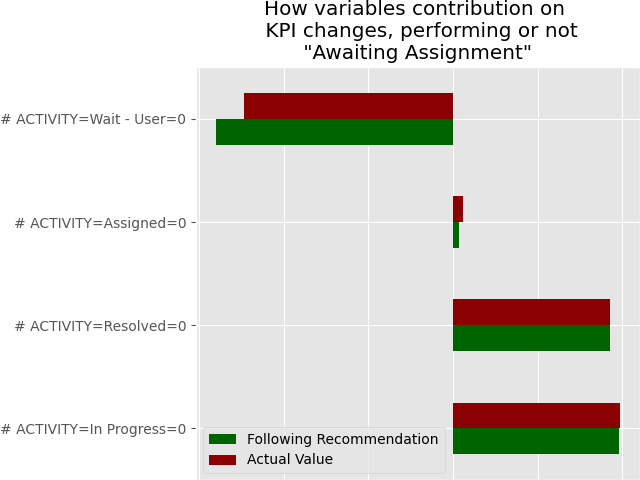 How variables contribution on
KPI changes, performing or not
"Awaiting Assignment"
# ACTIVITY=Wait - User=0
# ACTIVITY=Assigned=0
# ACTIVITY=Resolved=0
# ACTIVITY=In Progress=0
Following Recommendation
Actual Value